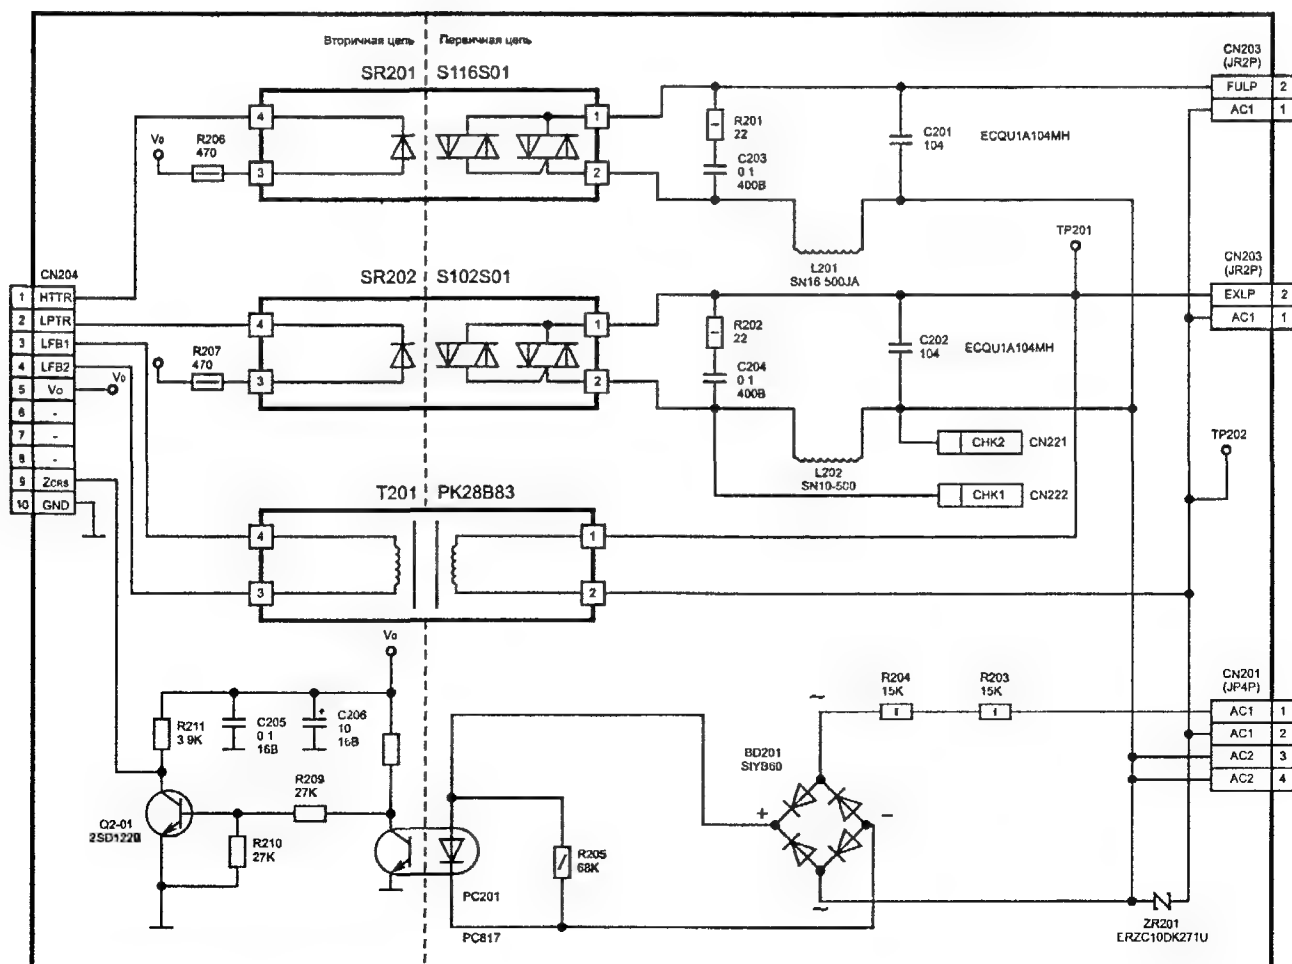 Вторичная цепь
Первичная цепь
SR201
S116S01
CN203
(JR2P)
FULP 2
AC1 1
4
3
1
2
Vo
R206
470
R201
22
C203
0 1
400В
C201
104
ECQU1A104MH
L201
SN16 500JA
TP201
CN204
1 HTTR
2 LPTR
3 LFB1
4 LFB2
5 Vo
6 -
7 -
8 -
9 ZCRS
10 GND
Vo
SR202
S102S01
CN203
(JR2P)
EXLP 2
AC1 1
4
3
1
2
R207
470
R202
22
C204
0 1
400В
C202
104
ECQU1A104MH
CHK2
CN221
L202
SN10-500
CHK1
CN222
TP202
T201
PK28B83
4
3
1
2
Vo
R211
3 9K
C205
0 1
16В
+
C206
10
16В
R209
27K
Q2-01
2SD1229
R210
27K
PC201
PC817
R205
68K
~
R204
15K
R203
15K
BD201
SIYB60
+
-
~
CN201
(JP4P)
AC1 1
AC1 2
AC2 3
AC2 4
ZR201
ERZC10DK271U